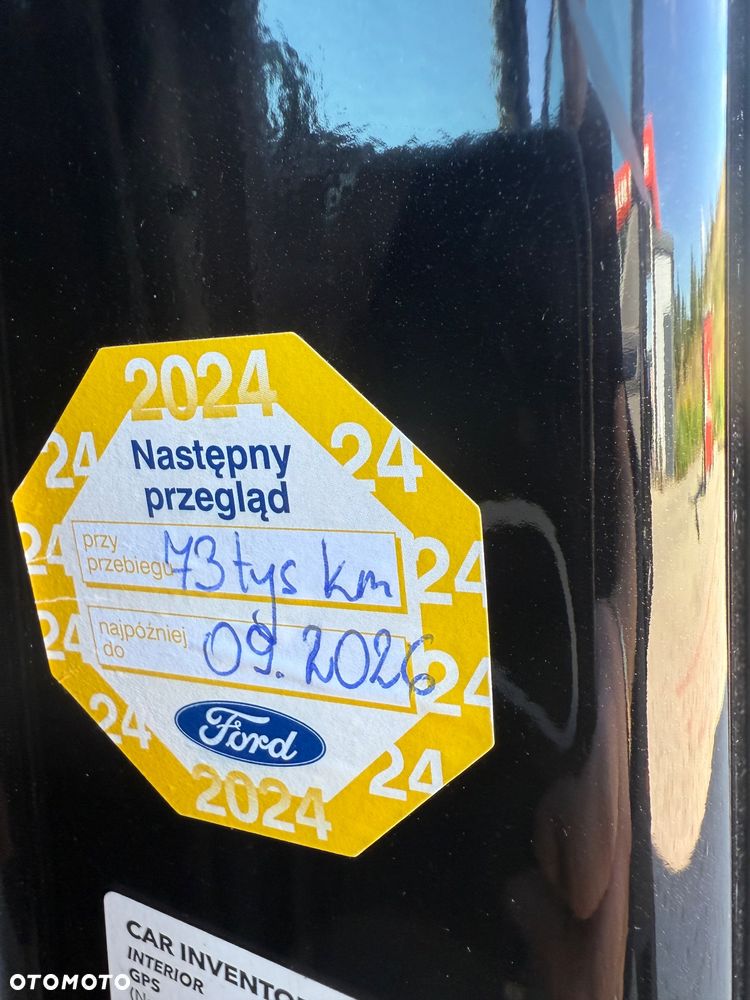 2024
24
24
Następny
przegląd
24
24
przy
przebiegu
73 tys km
24
24
najpóźniej
do
09.2026
Ford
24
24
2024
CAR INVENTO
INTERIOR
GPS
OTOMOTO